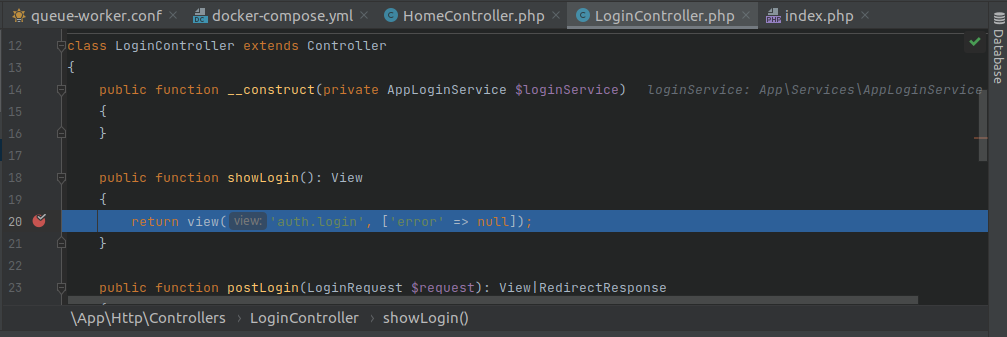 queue-worker.conf docker-compose.yml HomeController.php LoginController.php index.php
Database
12 class LoginController extends Controller
13 {
14 public function __construct(private AppLoginService $loginService) loginService: App\Services\AppLoginService
15 {
16 }
17
18 public function showLogin(): View
19 {
20 return view( view: 'auth.login', ['error' => null]);
21 }
22
23 public function postLogin(LoginRequest $request): View|RedirectResponse
\App\Http\Controllers › LoginController › showLogin()